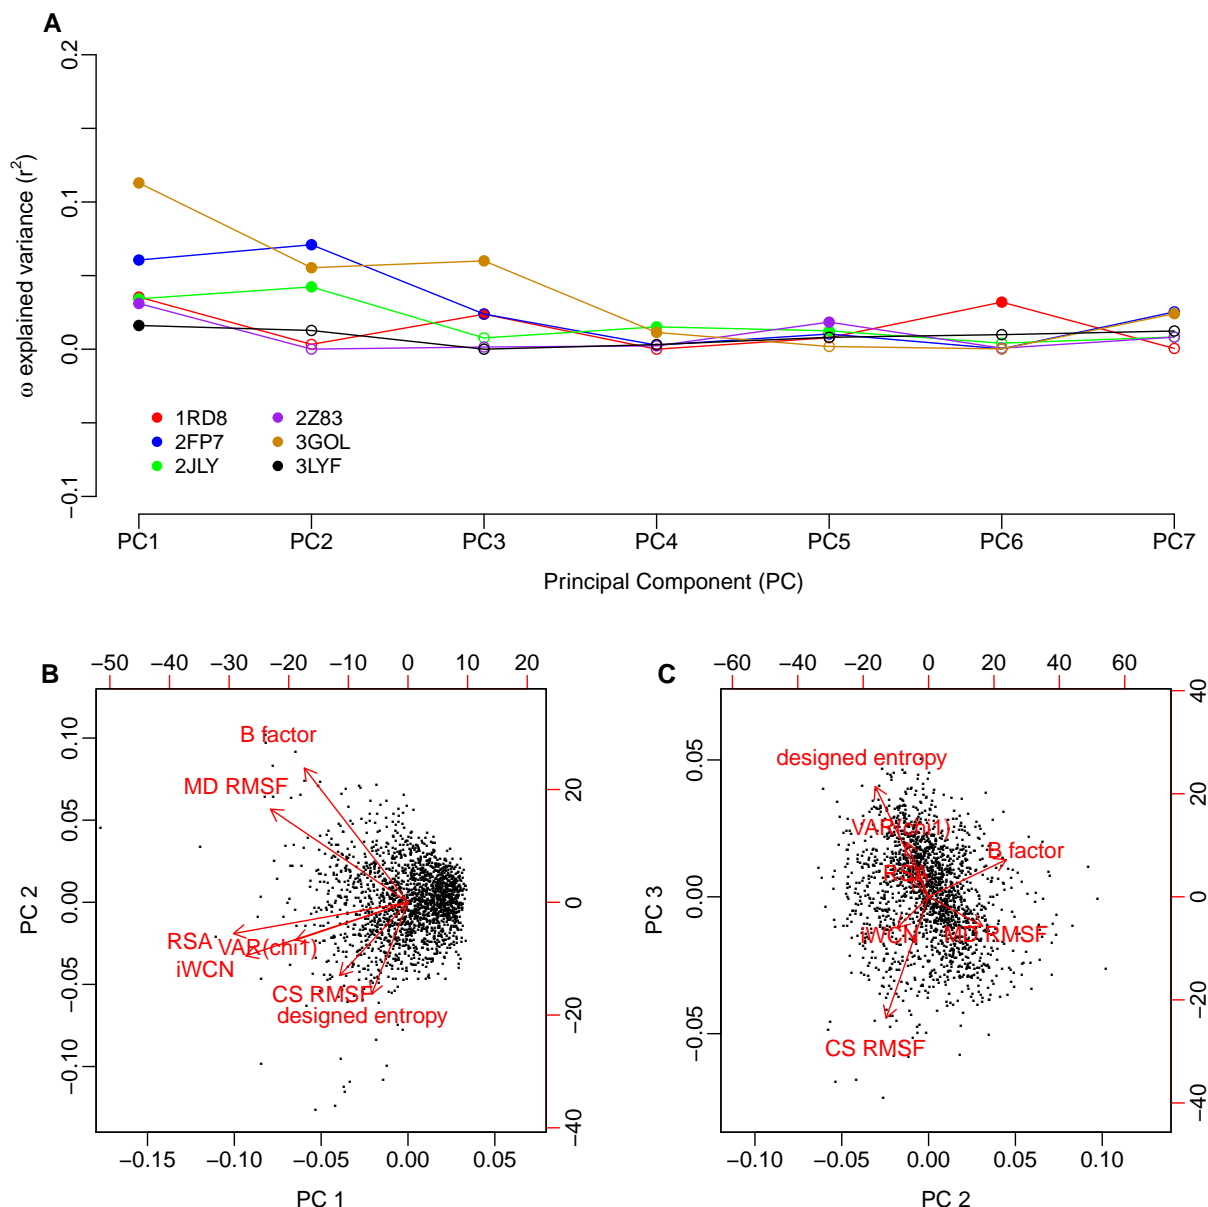 A
0.2
0.1
0.0
−0.1
ω explained variance (r²)
1RD8
2FP7
2JLY
2Z83
3GOL
3LYF
PC1 PC2 PC3 PC4 PC5 PC6 PC7
Principal Component (PC)
B
−50 −40 −30 −20 −10 0 10 20
0.10
0.05
0.00
−0.05
−0.10
PC 2
B factor
MD RMSF
RSA
VAR(chi1)
iWCN
CS RMSF
designed entropy
20
0
−20
−40
−0.15 −0.10 −0.05 0.00 0.05
PC 1
C
−60 −40 −20 0 20 40 60
0.05
0.00
−0.05
PC 3
designed entropy
VAR(chi1)
B factor
RSA
iWCN
MD RMSF
CS RMSF
40
20
0
−20
−40
−0.10 −0.05 0.00 0.05 0.10
PC 2